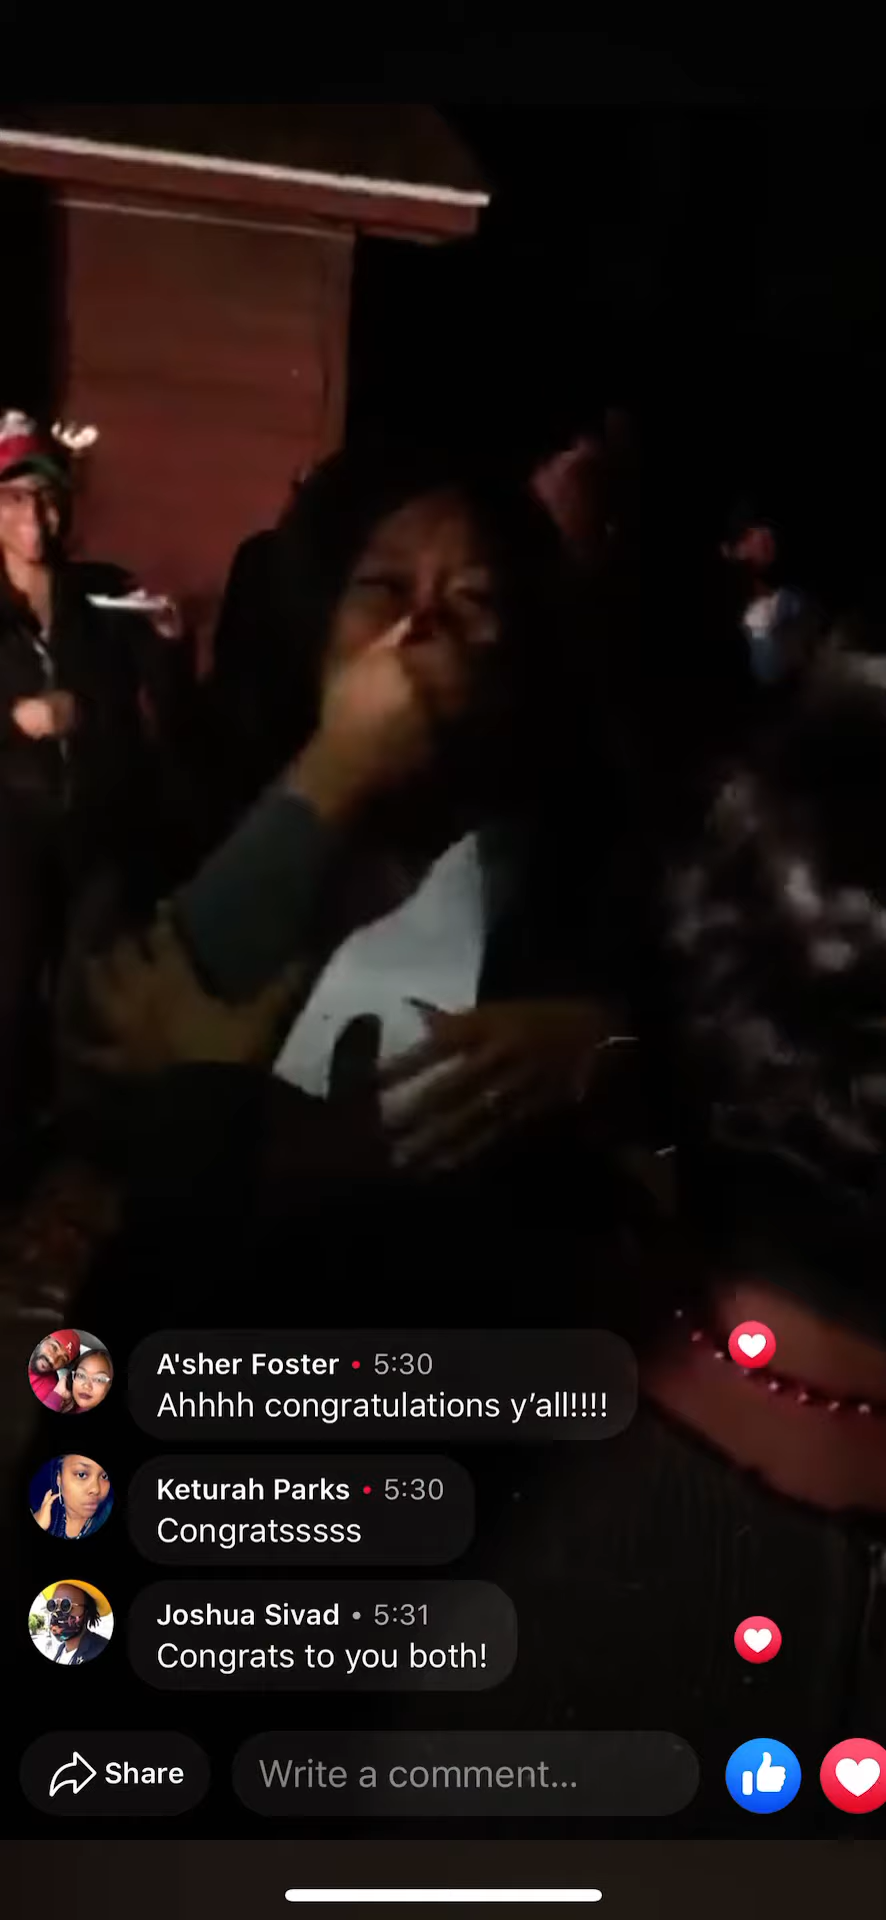 A'sher Foster • 5:30
Ahhhh congratulations y’all!!!!
Keturah Parks • 5:30
Congratsssss
Joshua Sivad • 5:31
Congrats to you both!
Share
Write a comment...